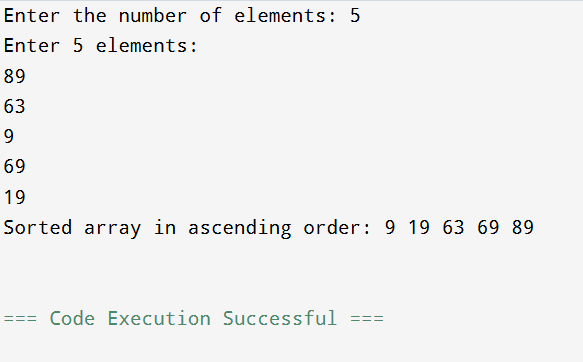 Enter the number of elements: 5
Enter 5 elements:
89
63
9
69
19
Sorted array in ascending order: 9 19 63 69 89
=== Code Execution Successful ===